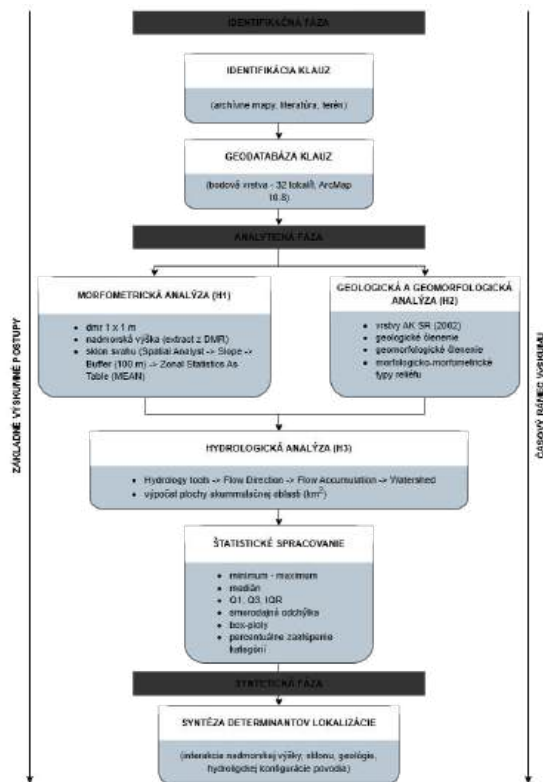 IDENTIFIKAČNÁ FÁZA
IDENTIFIKÁCIA KLAUZ
(archívne mapy, literatúra, terén)
GEODATABÁZA KLAUZ
(bodová vrstva - 32 lokalít, ArcMap
10.8)
ANALYTICKÁ FÁZA
MORFOMETRICKÁ ANALÝZA (H1)
dmr 1 x 1 m
nadmorská výška (extract z DMR)
sklon svahu (Spatial Analyst -> Slope ->
Buffer (100 m) -> Zonal Statistics As
Table (MEAN)
GEOLOGICKÁ A GEOMORFOLOGICKÁ
ANALÝZA (H2)
vrstvy AK SR (2002)
geologické členenie
geomorfologické členenie
morfologicko-morfometrické
typy reliéfu
HYDROLOGICKÁ ANALÝZA (H3)
Hydrology tools -> Flow Direction -> Flow Accumulation -> Watershed
výpočet plochy akumulačnej oblasti (km²)
ŠTATISTICKÉ SPRACOVANIE
minimum - maximum
medián
Q1, Q3, IQR
smerodajná odchýlka
box-ploty
percentuálne zastúpenie
kategórií
SYNTETICKÁ FÁZA
SYNTÉZA DETERMINANTOV LOKALIZÁCIE
(interakcia nadmorskej výšky, sklonu, geológie,
hydrologickej konfigurácie povodia)
ZÁKLADNÉ VÝSKUMNÉ POSTUPY
ČASOVÝ RÁMEC VÝSKUMU